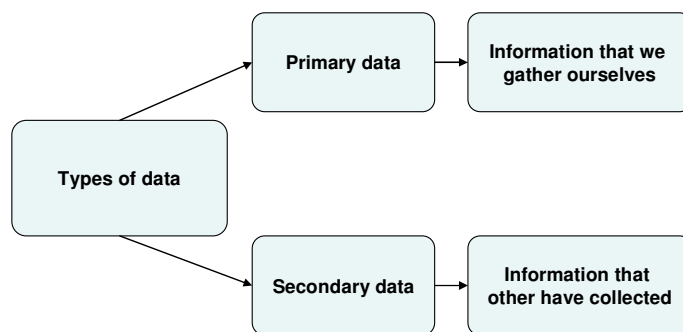 Primary data
Information that we
gather ourselves
Types of data
Secondary data
Information that
other have collected